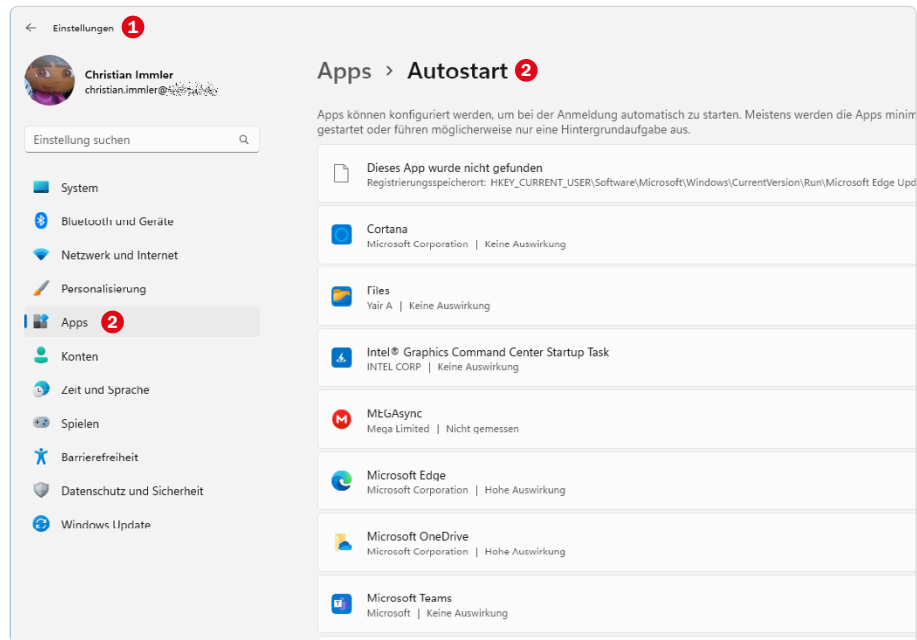 Einstellungen 1
Christian Immler
christian.immler@
Einstellung suchen
System
Bluetooth und Geräte
Netzwerk und Internet
Personalisierung
Apps 2
Konten
Zeit und Sprache
Spielen
Barrierefreiheit
Datenschutz und Sicherheit
Windows Update
Apps > Autostart 2
Apps können konfiguriert werden, um bei der Anmeldung automatisch zu starten. Meistens werden die Apps minim
gestartet oder führen möglicherweise nur eine Hintergrundaufgabe aus.
Dieses App wurde nicht gefunden
Registrierungsspeicherort: HKEY_CURRENT_USER\Software\Microsoft\Windows\CurrentVersion\Run\Microsoft Edge Upd
Cortana
Microsoft Corporation | Keine Auswirkung
Files
Yair A | Keine Auswirkung
Intel® Graphics Command Center Startup Task
INTEL CORP | Keine Auswirkung
MEGAsync
Mega Limited | Nicht gemessen
Microsoft Edge
Microsoft Corporation | Hohe Auswirkung
Microsoft OneDrive
Microsoft Corporation | Hohe Auswirkung
Microsoft Teams
Microsoft | Keine Auswirkung